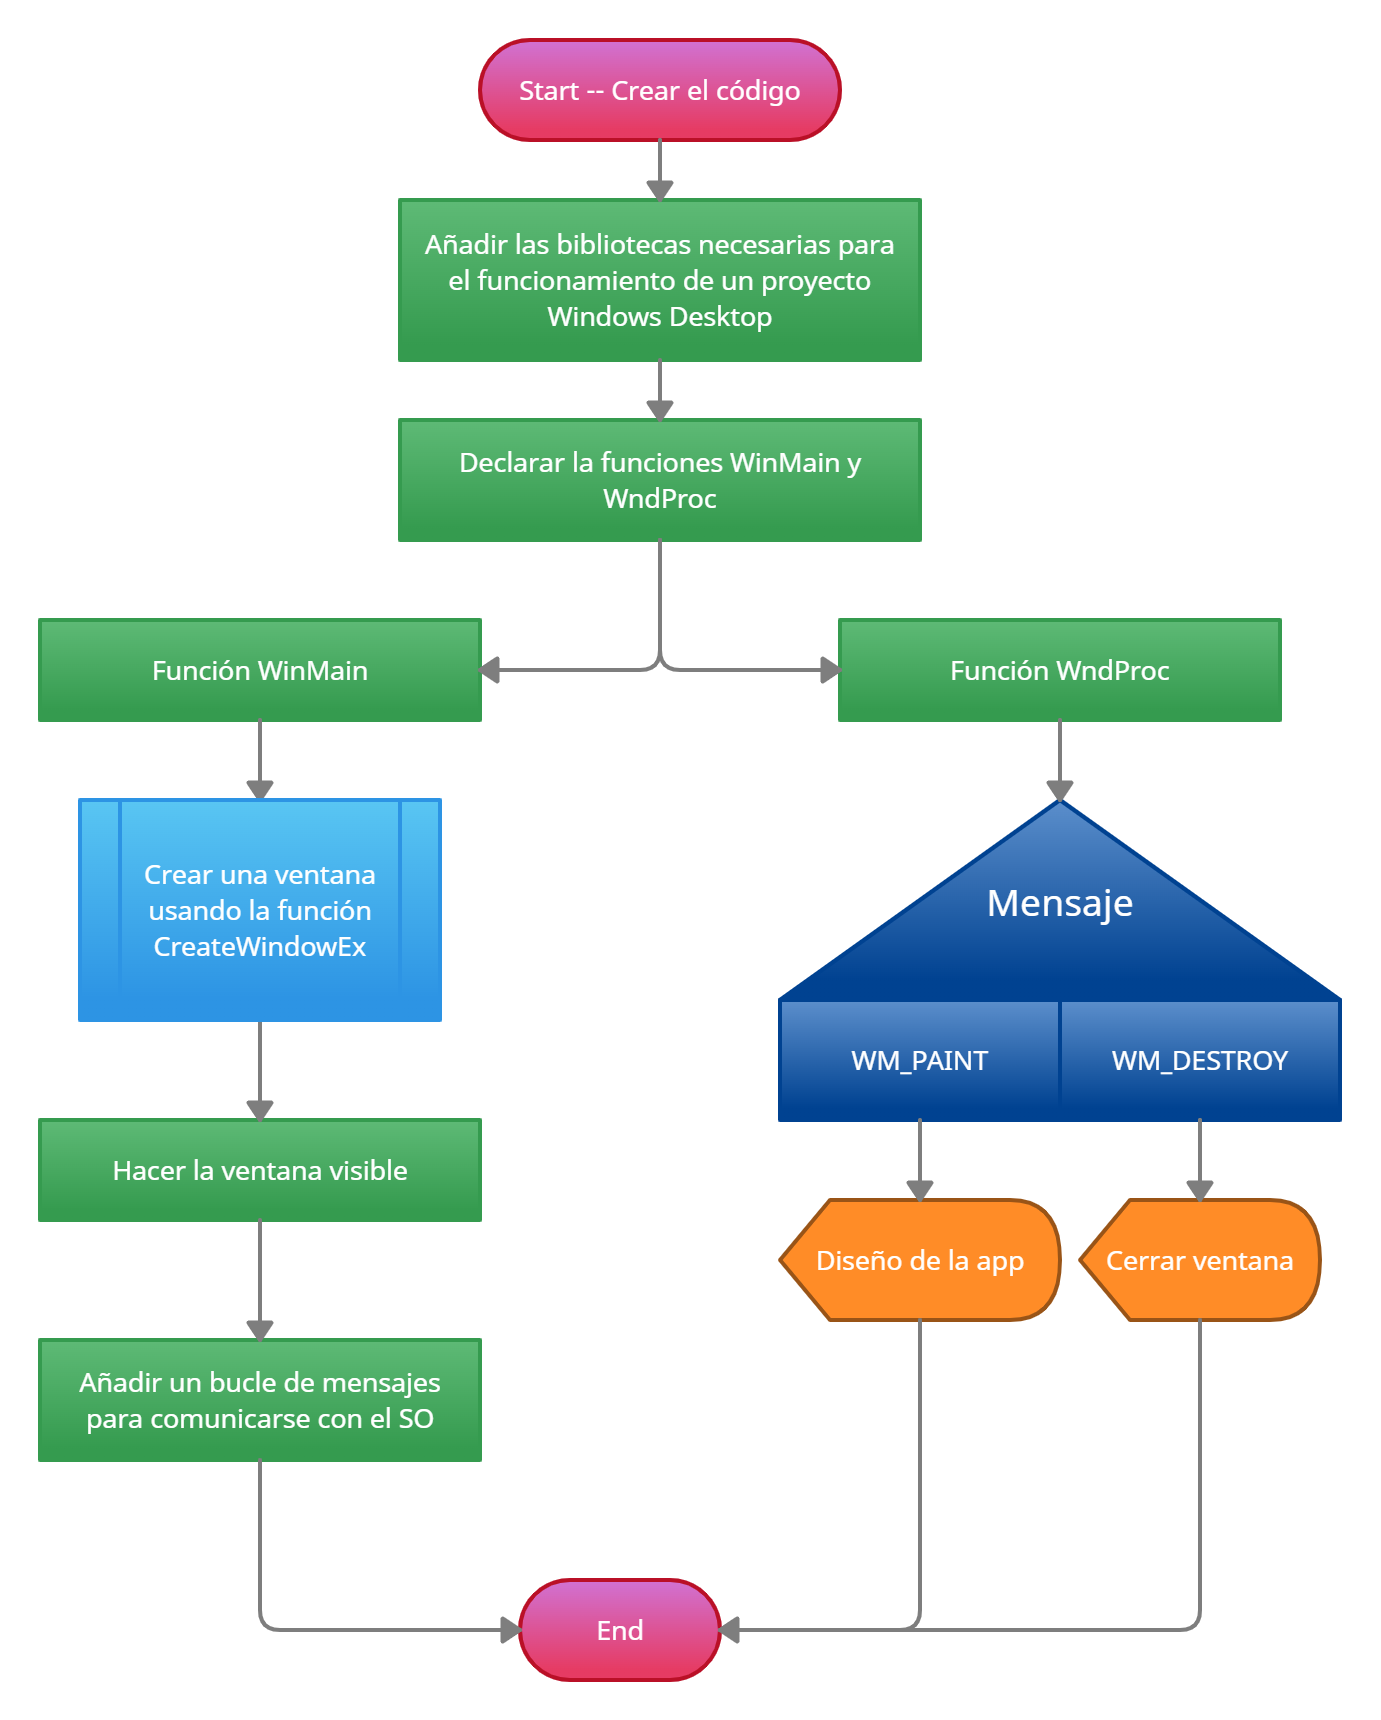 Start -- Crear el código
Añadir las bibliotecas necesarias para
el funcionamiento de un proyecto
Windows Desktop
Declarar la funciones WinMain y
WndProc
Función WinMain
Función WndProc
Crear una ventana
usando la función
CreateWindowEx
Mensaje
WM_PAINT
WM_DESTROY
Hacer la ventana visible
Diseño de la app
Cerrar ventana
Añadir un bucle de mensajes
para comunicarse con el SO
End